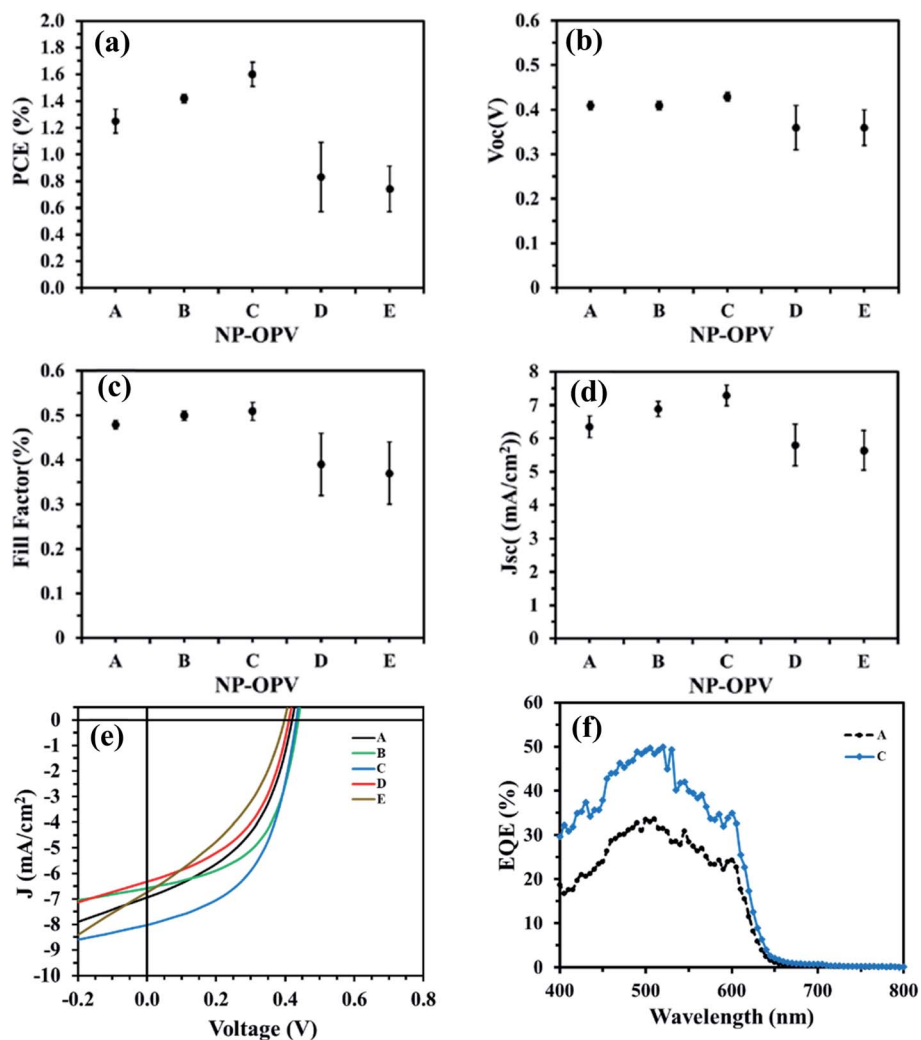 (a)
PCE (%)
2.0
1.8
1.6
1.4
1.2
1.0
0.8
0.6
0.4
0.2
0.0
A B C D E
NP-OPV
(b)
Voc(V)
0.6
0.5
0.4
0.3
0.2
0.1
0
A B C D E
NP-OPV
(c)
Fill Factor(%)
0.6
0.5
0.4
0.3
0.2
0.1
0
A B C D E
NP-OPV
(d)
Jsc( (mA/cm²))
8
7
6
5
4
3
2
1
0
A B C D E
NP-OPV
(e)
J (mA/cm²)
0
-1
-2
-3
-4
-5
-6
-7
-8
-9
-10
A
B
C
D
E
-0.2 0.0 0.2 0.4 0.6 0.8
Voltage (V)
(f)
EQE (%)
60
50
40
30
20
10
0
A
C
400 500 600 700 800
Wavelength (nm)